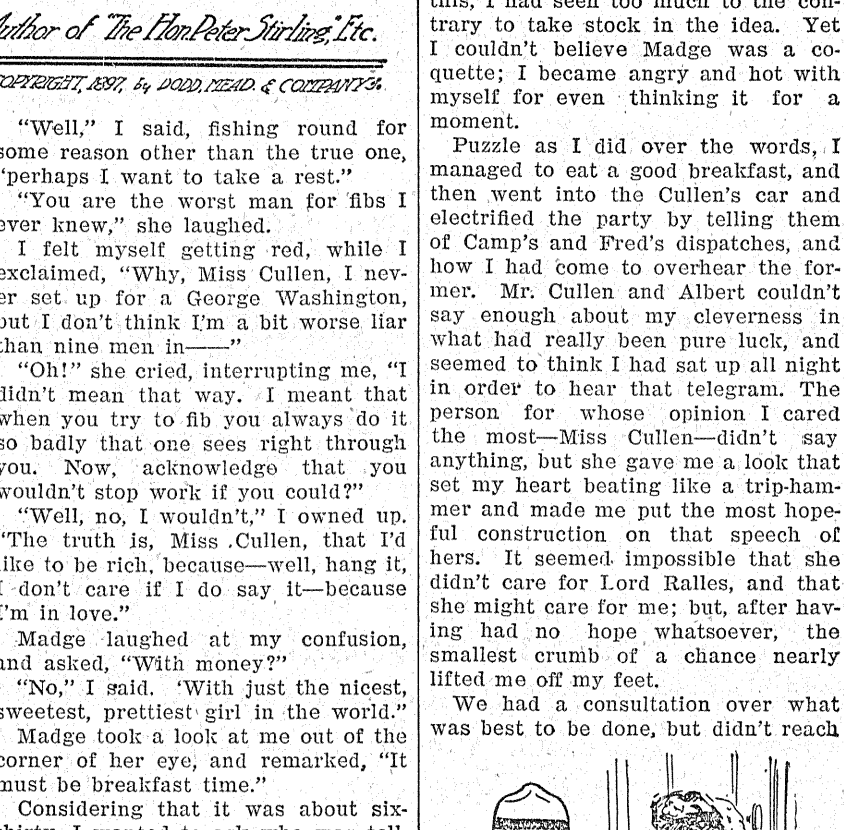 Author of "The Hon. Peter Stirling," Etc.
COPYRIGHT, 1897, by DODD, MEAD & COMPANY
"Well," I said, fishing round for
some reason other than the true one,
"perhaps I want to take a rest."
"You are the worst man for fibs I
ever knew," she laughed.
I felt myself getting red, while I
exclaimed, "Why, Miss Cullen, I nev-
er set up for a George Washington,
but I don't think I'm a bit worse liar
than nine men in——"
"Oh!" she cried, interrupting me, "I
didn't mean that way. I meant that
when you try to fib you always do it
so badly that one sees right through
you. Now, acknowledge that you
wouldn't stop work if you could?"
"Well, no, I wouldn't," I owned up.
"The truth is, Miss Cullen, that I'd
like to be rich, because—well, hang it,
I don't care if I do say it—because
I'm in love."
Madge laughed at my confusion,
and asked, "With money?"
"No," I said. 'With just the nicest,
sweetest, prettiest girl in the world."
Madge took a look at me out of the
corner of her eye, and remarked, "It
must be breakfast time."
Considering that it was about six-
this, I had seen too much to the con-
trary to take stock in the idea. Yet
I couldn't believe Madge was a co-
quette; I became angry and hot with
myself for even thinking it for a
moment.
Puzzle as I did over the words, I
managed to eat a good breakfast, and
then went into the Cullen's car and
electrified the party by telling them
of Camp's and Fred's dispatches, and
how I had come to overhear the for-
mer. Mr. Cullen and Albert couldn't
say enough about my cleverness in
what had really been pure luck, and
seemed to think I had sat up all night
in order to hear that telegram. The
person for whose opinion I cared
the most—Miss Cullen—didn't say
anything, but she gave me a look that
set my heart beating like a trip-ham-
mer and made me put the most hope-
ful construction on that speech of
hers. It seemed impossible that she
didn't care for Lord Ralles, and that
she might care for me; but, after hav-
ing had no hope whatsoever, the
smallest crumb of a chance nearly
lifted me off my feet.
We had a consultation over what
was best to be done, but didn't reach